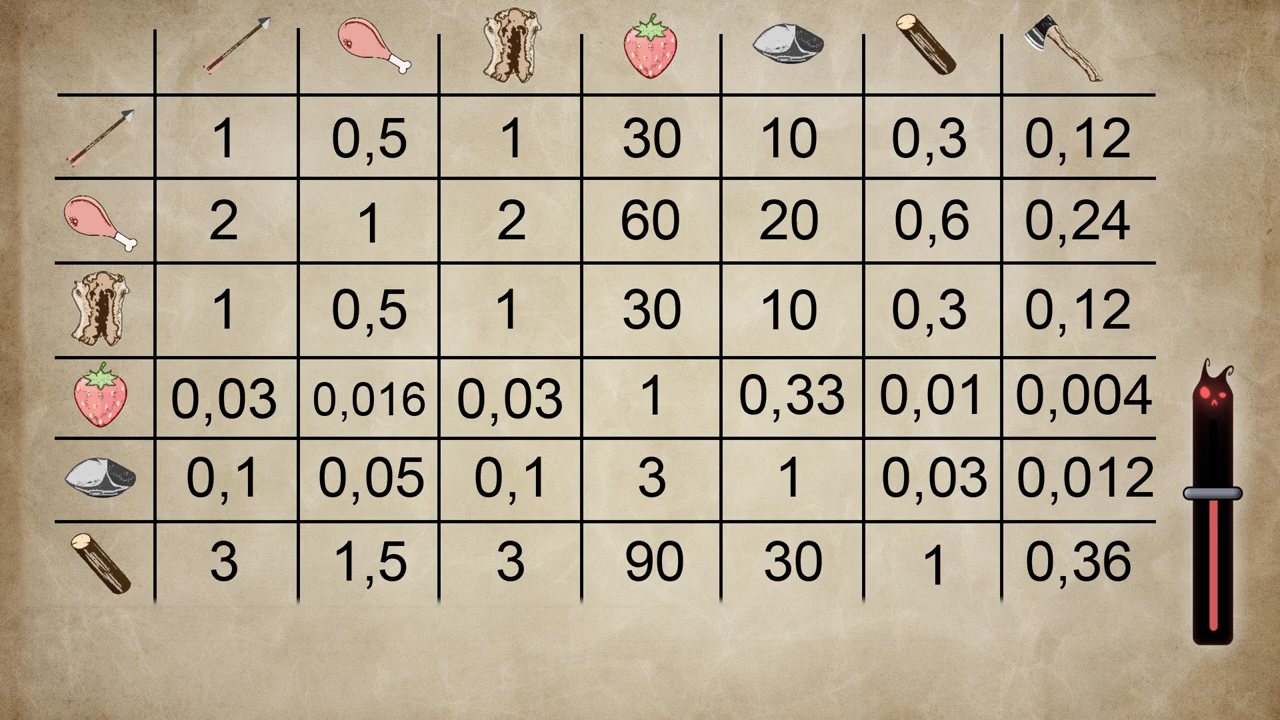 1 0,5 1 30 10 0,3 0,12
2 1 2 60 20 0,6 0,24
1 0,5 1 30 10 0,3 0,12
0,03 0,016 0,03 1 0,33 0,01 0,004
0,1 0,05 0,1 3 1 0,03 0,012
3 1,5 3 90 30 1 0,36